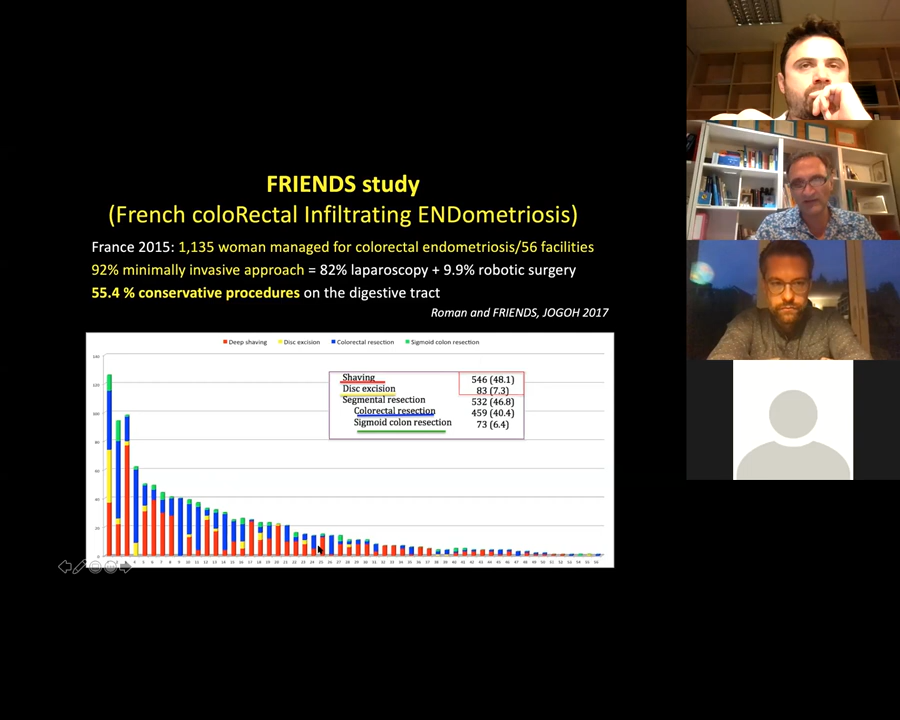 FRIENDS study
(French coloRectal Infiltrating ENDometriosis)
France 2015: 1,135 woman managed for colorectal endometriosis/56 facilities
92% minimally invasive approach = 82% laparoscopy + 9.9% robotic surgery
55.4 % conservative procedures on the digestive tract
Roman and FRIENDS, JOGOH 2017
Deep shaving Disc excision Colorectal resection Sigmoid colon resection
Shaving 546 (48.1)
Disc excision 83 (7.3)
Segmental resection 532 (46.8)
Colorectal resection 459 (40.4)
Sigmoid colon resection 73 (6.4)